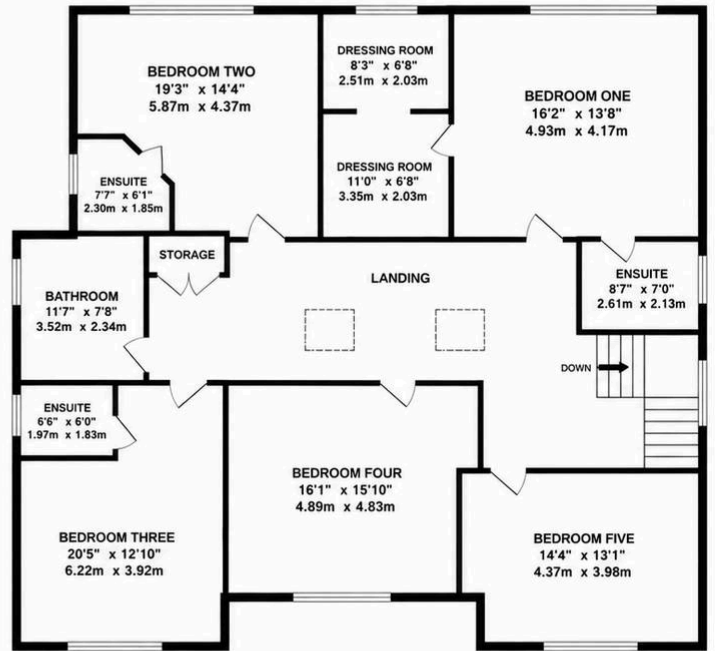 BEDROOM TWO
19'3" x 14'4"
5.87m x 4.37m
DRESSING ROOM
8'3" x 6'8"
2.51m x 2.03m
BEDROOM ONE
16'2" x 13'8"
4.93m x 4.17m
DRESSING ROOM
11'0" x 6'8"
3.35m x 2.03m
ENSUITE
7'7" x 6'1"
2.30m x 1.85m
STORAGE
LANDING
ENSUITE
8'7" x 7'0"
2.61m x 2.13m
BATHROOM
11'7" x 7'8"
3.52m x 2.34m
DOWN
ENSUITE
6'6" x 6'0"
1.97m x 1.83m
BEDROOM FOUR
16'1" x 15'10"
4.89m x 4.83m
BEDROOM THREE
20'5" x 12'10"
6.22m x 3.92m
BEDROOM FIVE
14'4" x 13'1"
4.37m x 3.98m